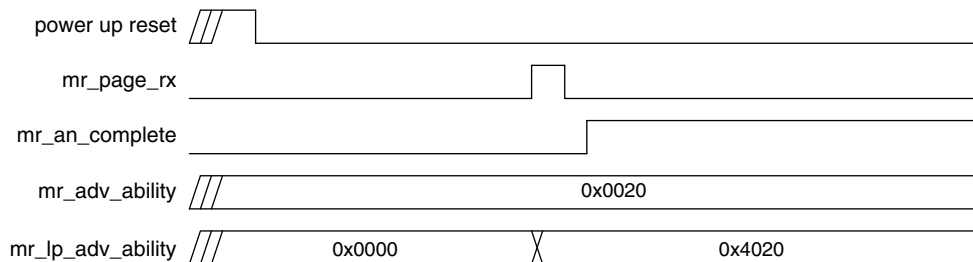 power up reset
mr_page_rx
mr_an_complete
mr_adv_ability 0x0020
mr_lp_adv_ability 0x0000 0x4020